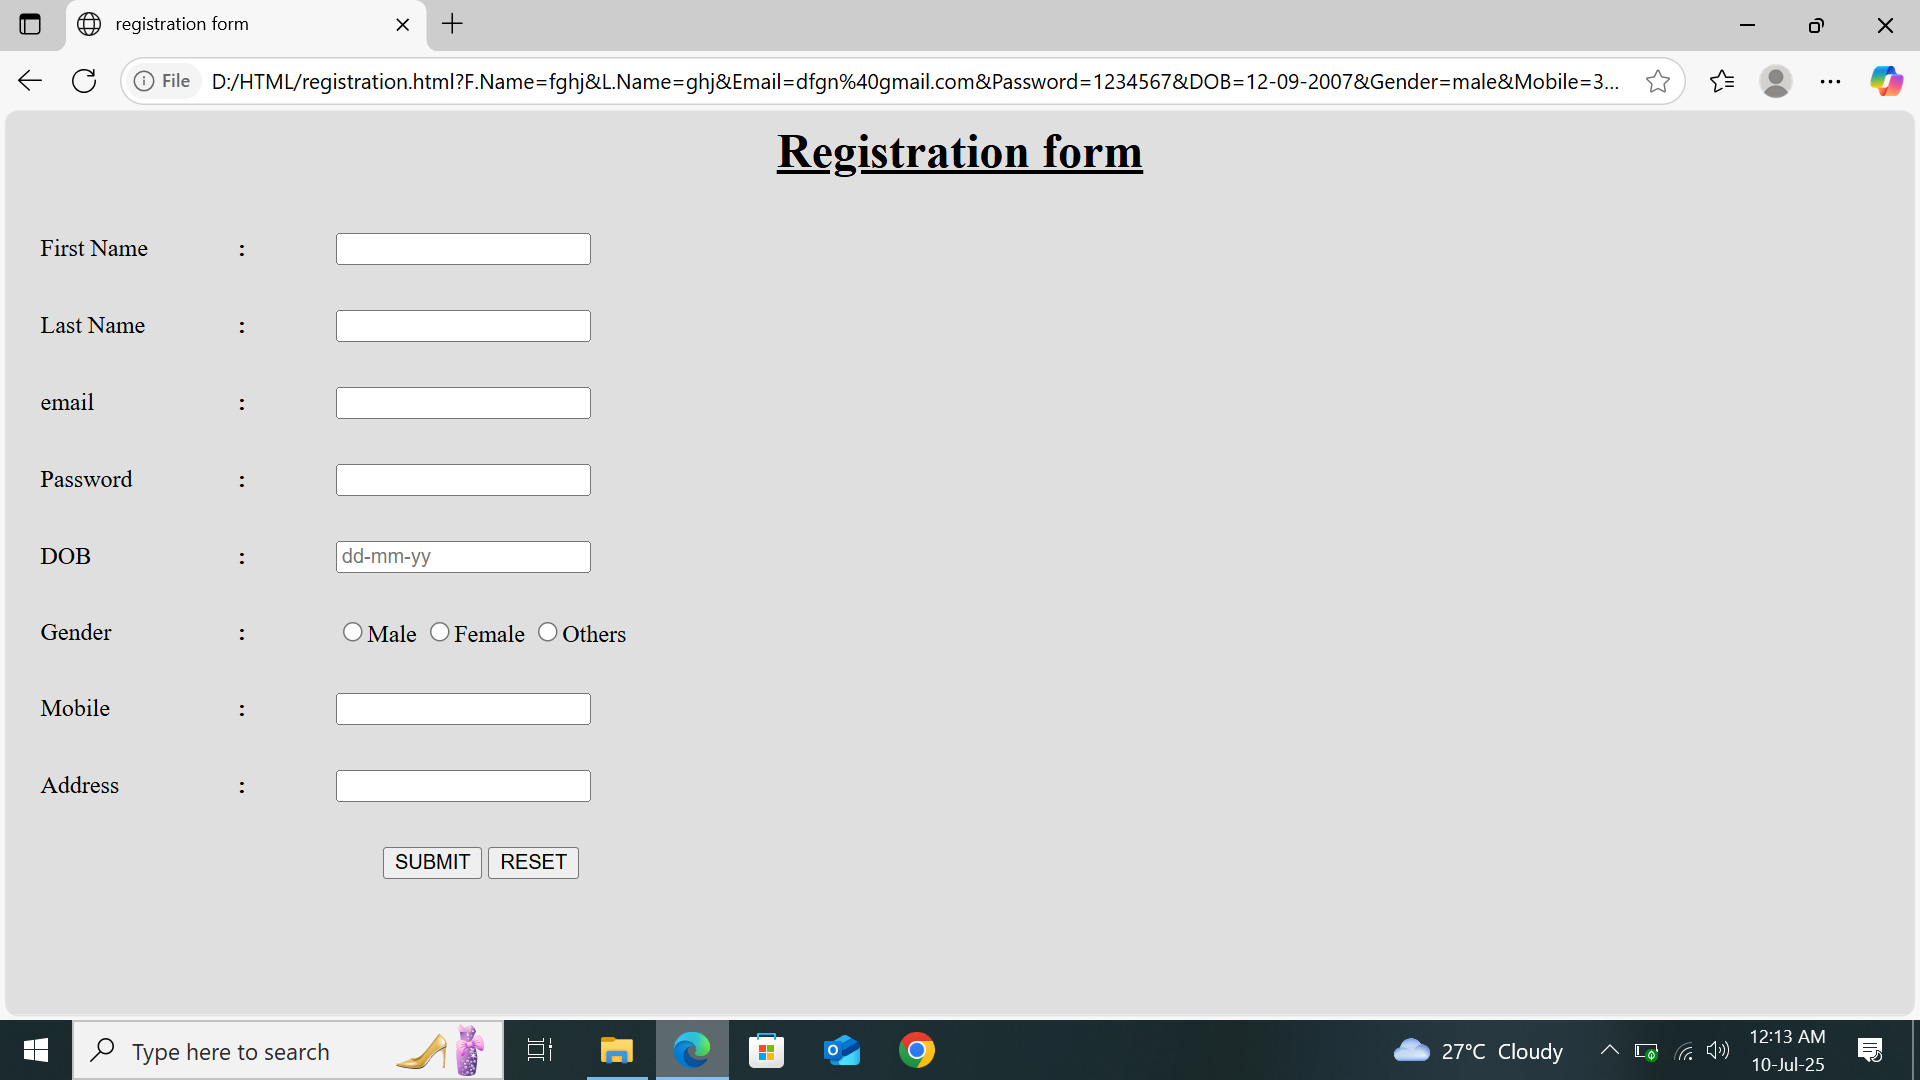 registration form
File D:/HTML/registration.html?F.Name=fghj&L.Name=ghj&Email=dfgn%40gmail.com&Password=1234567&DOB=12-09-2007&Gender=male&Mobile=3...
Registration form
First Name :
Last Name :
email :
Password :
DOB : dd-mm-yy
Gender : Male Female Others
Mobile :
Address :
SUBMIT RESET
Type here to search
27°C Cloudy
12:13 AM
10-Jul-25